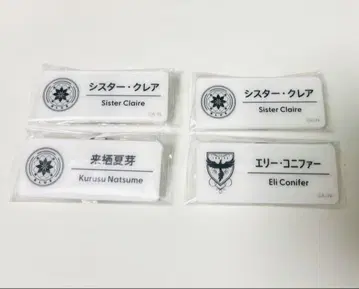 シスター・クレア
Sister Claire
シスター・クレア
Sister Claire
来栖夏芽
Kurusu Natsume
エリー・コニファー
Eli Conifer